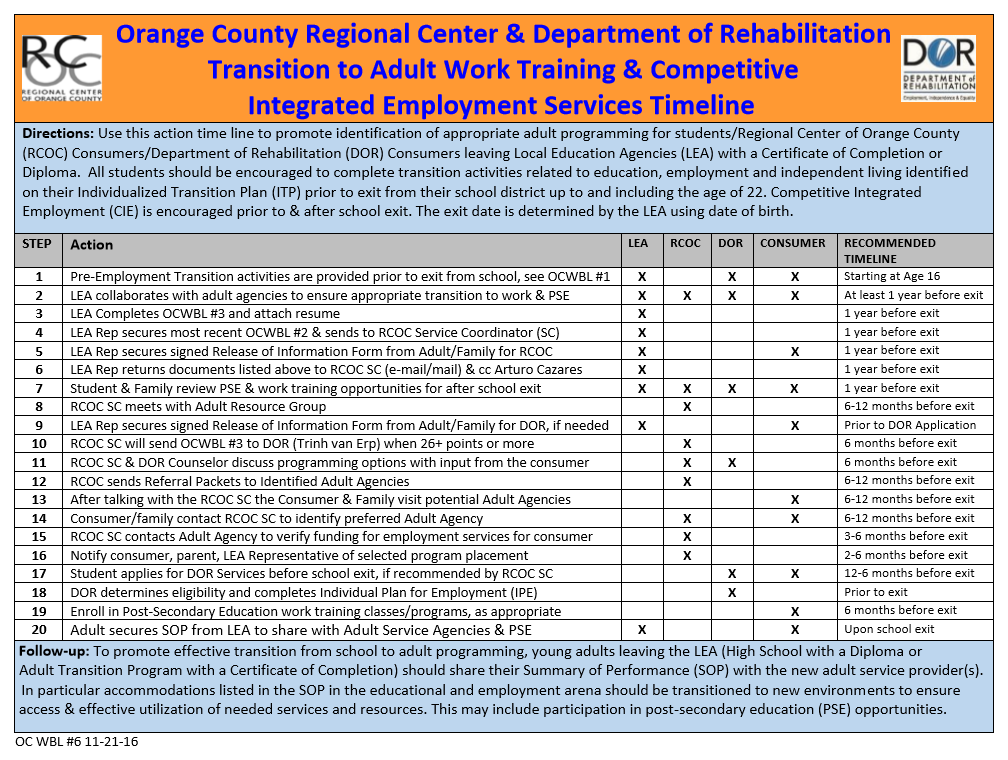 RC
OC
REGIONAL CENTER
OF ORANGE COUNTY
Orange County Regional Center & Department of Rehabilitation
Transition to Adult Work Training & Competitive
Integrated Employment Services Timeline
DOR
DEPARTMENT of
REHABILITATION
Employment, Independence & Equality
Directions: Use this action time line to promote identification of appropriate adult programming for students/Regional Center of Orange County
(RCOC) Consumers/Department of Rehabilitation (DOR) Consumers leaving Local Education Agencies (LEA) with a Certificate of Completion or
Diploma. All students should be encouraged to complete transition activities related to education, employment and independent living identified
on their Individualized Transition Plan (ITP) prior to exit from their school district up to and including the age of 22. Competitive Integrated
Employment (CIE) is encouraged prior to & after school exit. The exit date is determined by the LEA using date of birth.
STEP Action LEA RCOC DOR CONSUMER RECOMMENDED
TIMELINE
1 Pre-Employment Transition activities are provided prior to exit from school, see OCWBL #1 X X X Starting at Age 16
2 LEA collaborates with adult agencies to ensure appropriate transition to work & PSE X X X X At least 1 year before exit
3 LEA Completes OCWBL #3 and attach resume X 1 year before exit
4 LEA Rep secures most recent OCWBL #2 & sends to RCOC Service Coordinator (SC) X 1 year before exit
5 LEA Rep secures signed Release of Information Form from Adult/Family for RCOC X X 1 year before exit
6 LEA Rep returns documents listed above to RCOC SC (e-mail/mail) & cc Arturo Cazares X 1 year before exit
7 Student & Family review PSE & work training opportunities for after school exit X X X X 1 year before exit
8 RCOC SC meets with Adult Resource Group X 6-12 months before exit
9 LEA Rep secures signed Release of Information Form from Adult/Family for DOR, if needed X X Prior to DOR Application
10 RCOC SC will send OCWBL #3 to DOR (Trinh van Erp) when 26+ points or more X 6 months before exit
11 RCOC SC & DOR Counselor discuss programming options with input from the consumer X X 6 months before exit
12 RCOC sends Referral Packets to Identified Adult Agencies X 6-12 months before exit
13 After talking with the RCOC SC the Consumer & Family visit potential Adult Agencies X 6-12 months before exit
14 Consumer/family contact RCOC SC to identify preferred Adult Agency X X 6-12 months before exit
15 RCOC SC contacts Adult Agency to verify funding for employment services for consumer X 3-6 months before exit
16 Notify consumer, parent, LEA Representative of selected program placement X 2-6 months before exit
17 Student applies for DOR Services before school exit, if recommended by RCOC SC X X 12-6 months before exit
18 DOR determines eligibility and completes Individual Plan for Employment (IPE) X Prior to exit
19 Enroll in Post-Secondary Education work training classes/programs, as appropriate X 6 months before exit
20 Adult secures SOP from LEA to share with Adult Service Agencies & PSE X X Upon school exit
Follow-up: To promote effective transition from school to adult programming, young adults leaving the LEA (High School with a Diploma or
Adult Transition Program with a Certificate of Completion) should share their Summary of Performance (SOP) with the new adult service provider(s).
In particular accommodations listed in the SOP in the educational and employment arena should be transitioned to new environments to ensure
access & effective utilization of needed services and resources. This may include participation in post-secondary education (PSE) opportunities.
OC WBL #6 11-21-16